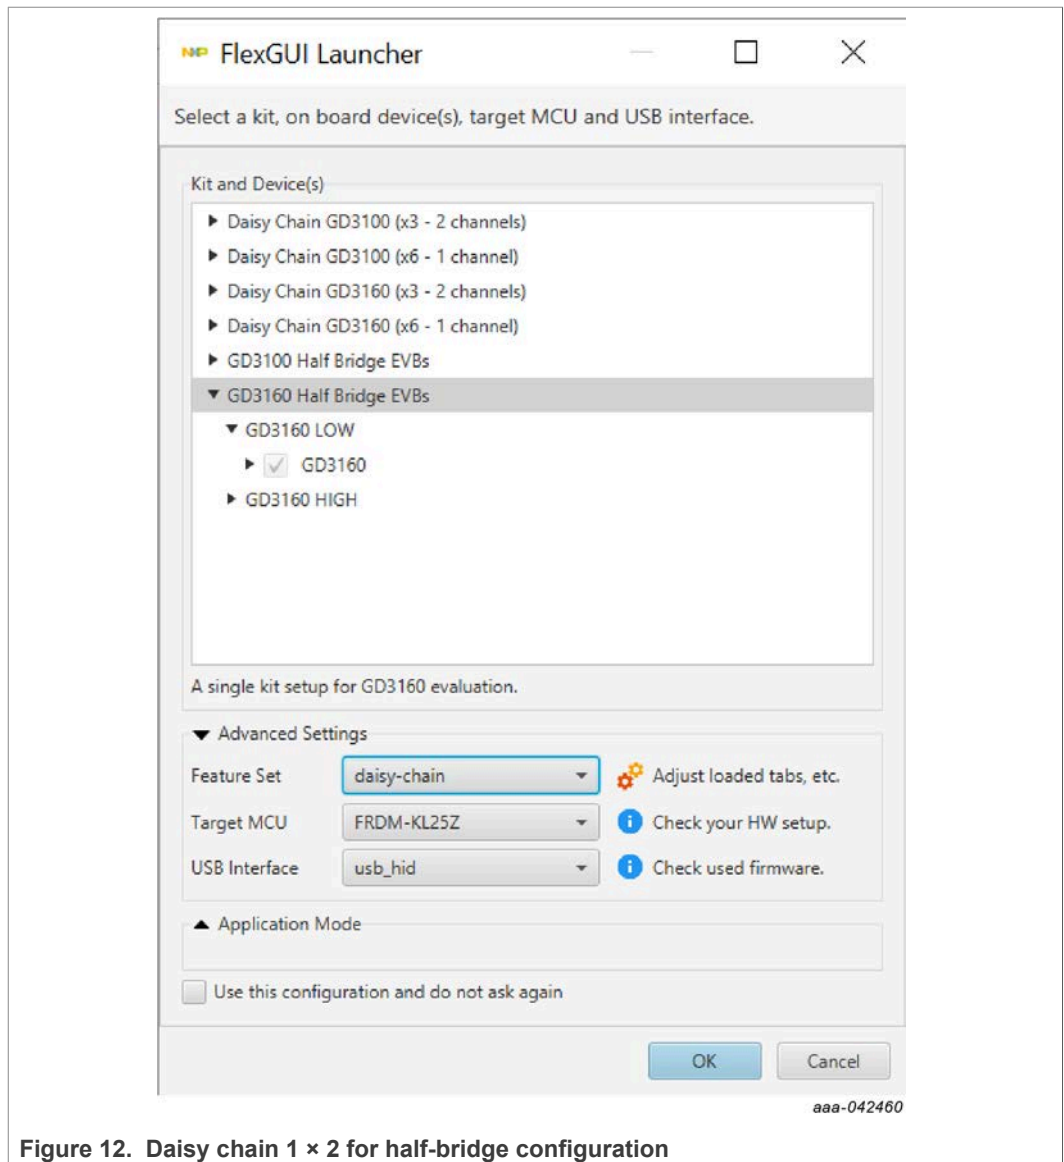 NXP FlexGUI Launcher
Select a kit, on board device(s), target MCU and USB interface.
Kit and Device(s)
Daisy Chain GD3100 (x3 - 2 channels)
Daisy Chain GD3100 (x6 - 1 channel)
Daisy Chain GD3160 (x3 - 2 channels)
Daisy Chain GD3160 (x6 - 1 channel)
GD3100 Half Bridge EVBs
GD3160 Half Bridge EVBs
GD3160 LOW
GD3160
GD3160 HIGH
A single kit setup for GD3160 evaluation.
Advanced Settings
Feature Set daisy-chain Adjust loaded tabs, etc.
Target MCU FRDM-KL25Z Check your HW setup.
USB Interface usb_hid Check used firmware.
Application Mode
Use this configuration and do not ask again
OK Cancel
aaa-042460
Figure 12. Daisy chain 1 × 2 for half-bridge configuration